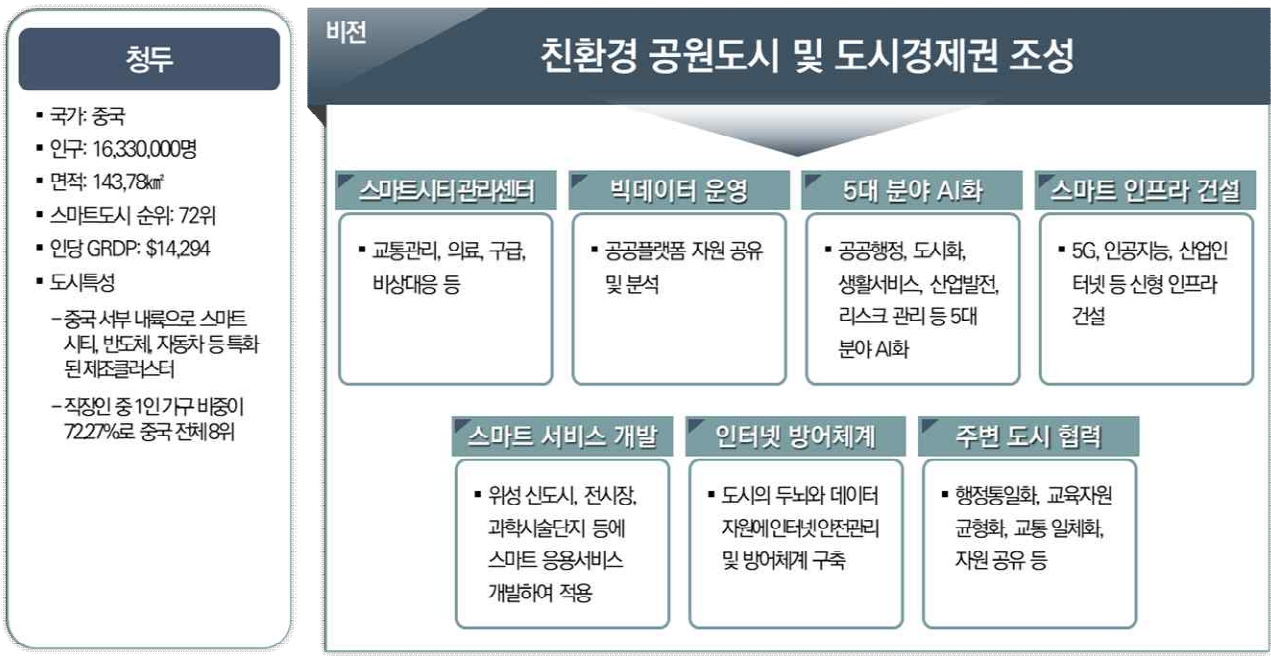 청두
▪ 국가: 중국
▪ 인구: 16,330,000명
▪ 면적: 143,78㎢
▪ 스마트도시 순위: 72위
▪ 인당 GRDP: $14,294
▪ 도시특성
– 중국 서부 내륙으로 스마트
시티, 반도체, 자동차 등 특화
된 제조클러스터
– 직장인 중 1인 가구 비중이
72.27%로 중국 전체 8위
비전
친환경 공원도시 및 도시경제권 조성
스마트시티 관리센터
▪ 교통관리, 의료, 구급,
비상대응 등
빅데이터 운영
▪ 공공플랫폼 자원 공유
및 분석
5대 분야 AI화
▪ 공공행정, 도시화,
생활서비스, 산업발전,
리스크 관리 등 5대
분야 AI화
스마트 인프라 건설
▪ 5G, 인공지능, 산업인
터넷 등 신형 인프라
건설
스마트 서비스 개발
▪ 위성 신도시, 전시장,
과학시술단지 등에
스마트 응용서비스
개발하여 적용
인터넷 방어체계
▪ 도시의 두뇌와 데이터
자원에 인터넷 안전관리
및 방어체계 구축
주변 도시 협력
▪ 행정통일화, 교육자원
균형화, 교통 일체화,
자원 공유 등